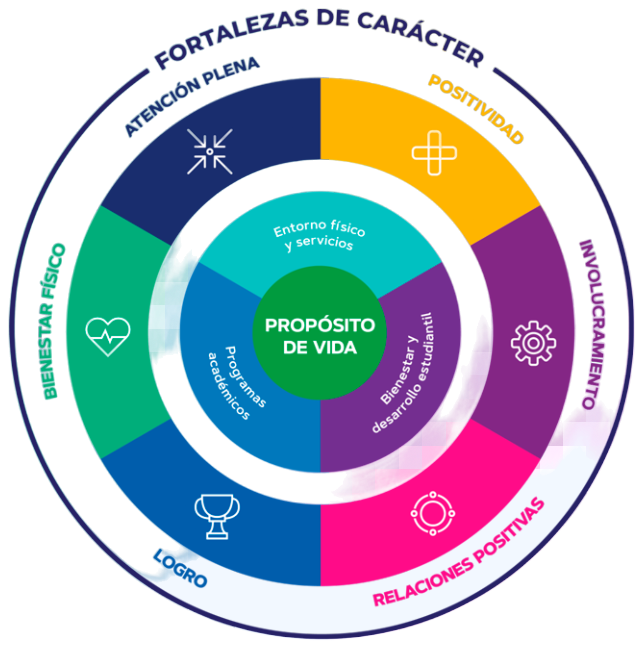 FORTALEZAS DE CARÁCTER
ATENCIÓN PLENA
POSITIVIDAD
BIENESTAR FÍSICO
INVOLUCRAMIENTO
Entorno físico
y servicios
PROPÓSITO
DE VIDA
Programas
académicos
Bienestar y
desarrollo estudiantil
LOGRO
RELACIONES POSITIVAS